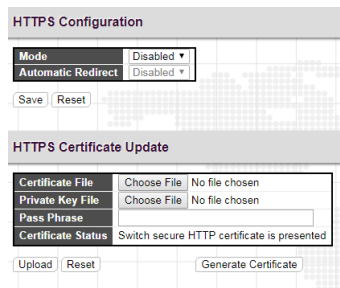 HTTPS Configuration
Mode Disabled
Automatic Redirect Disabled
Save Reset
HTTPS Certificate Update
Certificate File Choose File No file chosen
Private Key File Choose File No file chosen
Pass Phrase
Certificate Status Switch secure HTTP certificate is presented
Upload Reset Generate Certificate